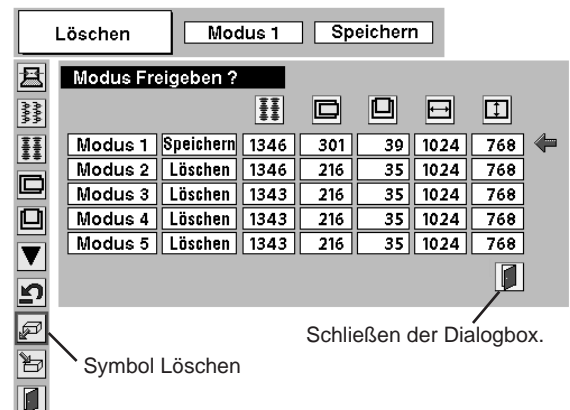 Löschen Modus 1 Speichern
Modus Freigeben ?
Modus 1 Speichern 1346 301 39 1024 768
Modus 2 Löschen 1343 216 35 1024 768
Modus 3 Löschen 1343 216 35 1024 768
Modus 4 Löschen 1343 216 35 1024 768
Modus 5 Löschen 1343 216 35 1024 768
Schließen der Dialogbox.
Symbol Löschen